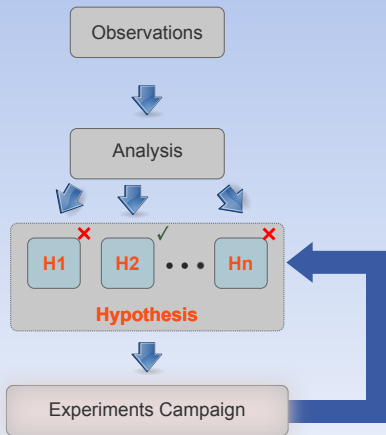 Observations
Analysis
H1 H2 ... Hn
Hypothesis
Experiments Campaign